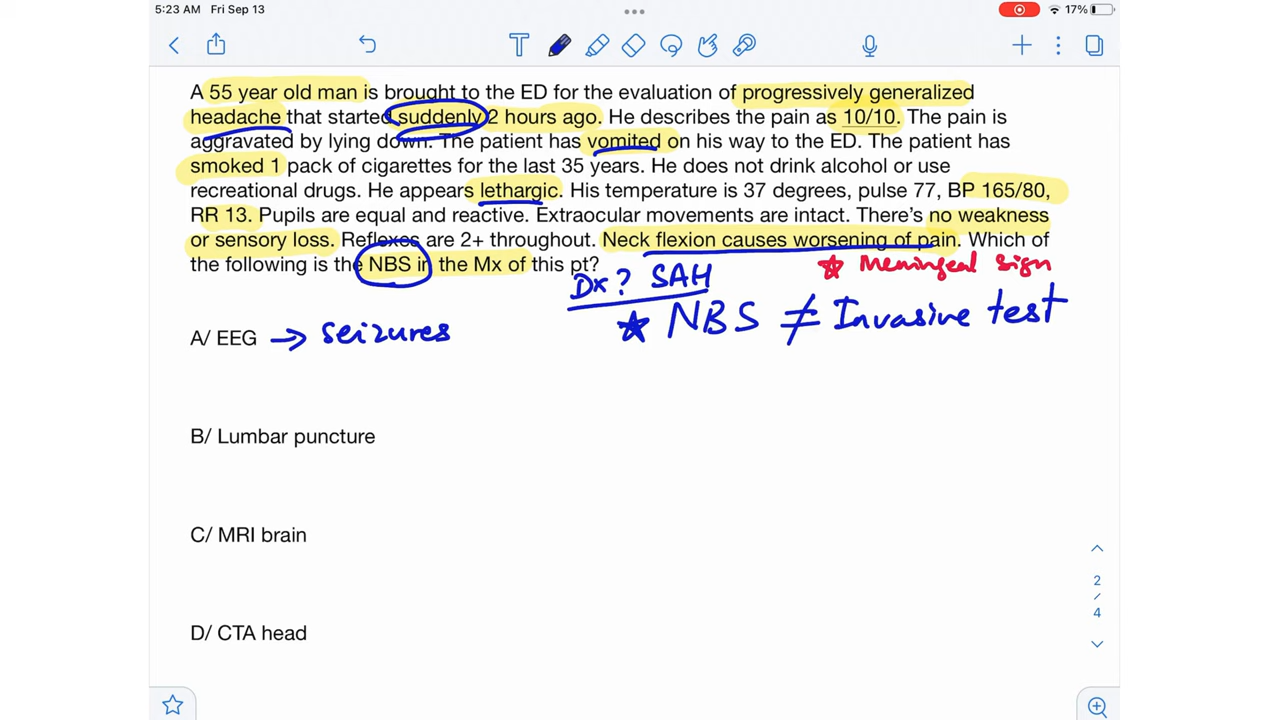 5:23 AM Fri Sep 13
17%
T
A 55 year old man is brought to the ED for the evaluation of progressively generalized
headache that started suddenly 2 hours ago. He describes the pain as 10/10. The pain is
aggravated by lying down. The patient has vomited on his way to the ED. The patient has
smoked 1 pack of cigarettes for the last 35 years. He does not drink alcohol or use
recreational drugs. He appears lethargic. His temperature is 37 degrees, pulse 77, BP 165/80,
RR 13. Pupils are equal and reactive. Extraocular movements are intact. There's no weakness
or sensory loss. Reflexes are 2+ throughout. Neck flexion causes worsening of pain. Which of
the following is the NBS in the Mx of this pt?
Meningeal sign
Dx? SAH
NBS ≠ Invasive test
A/ EEG → seizures
B/ Lumbar puncture
C/ MRI brain
2
/
4
D/ CTA head